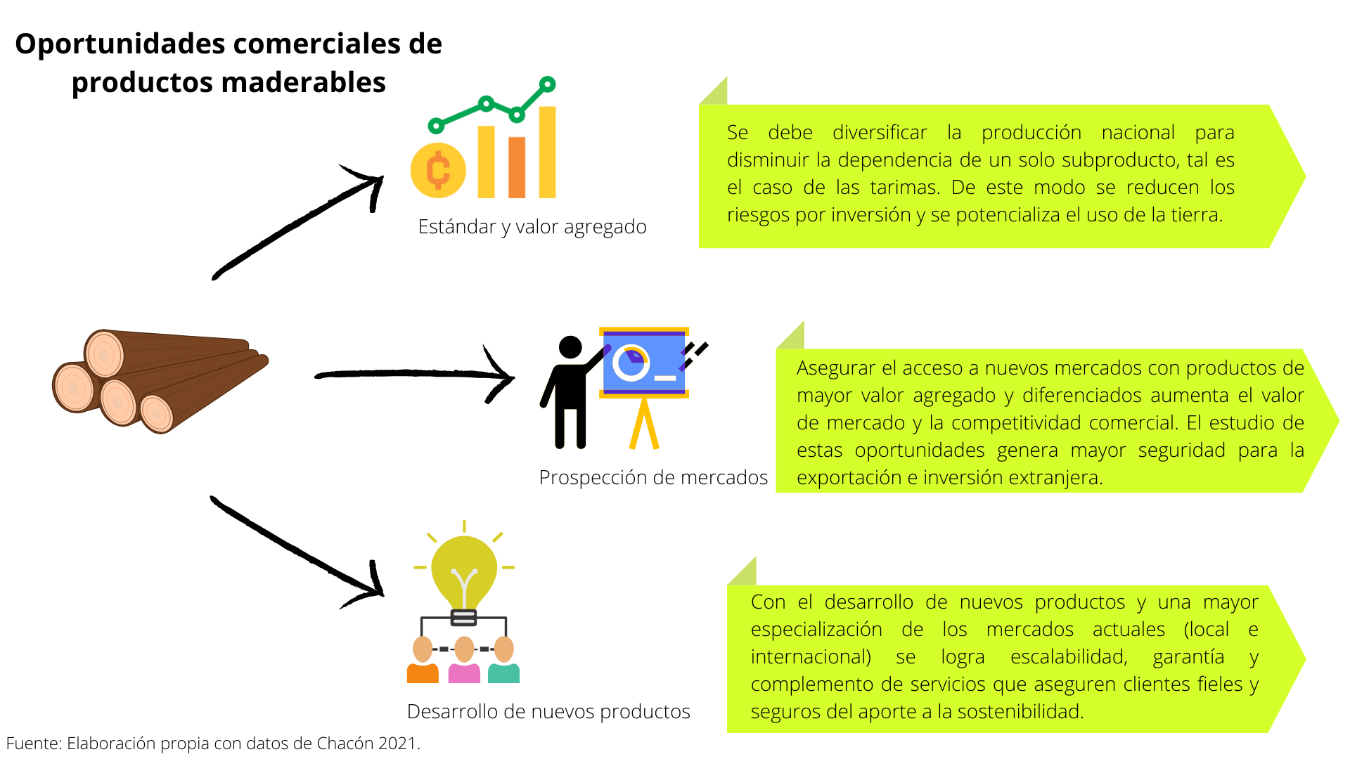 Oportunidades comerciales de
productos maderables
Estándar y valor agregado
Se debe diversificar la producción nacional para
disminuir la dependencia de un solo subproducto, tal es
el caso de las tarimas. De este modo se reducen los
riesgos por inversión y se potencializa el uso de la tierra.
Prospección de mercados
Asegurar el acceso a nuevos mercados con productos de
mayor valor agregado y diferenciados aumenta el valor
de mercado y la competitividad comercial. El estudio de
estas oportunidades genera mayor seguridad para la
exportación e inversión extranjera.
Desarrollo de nuevos productos
Con el desarrollo de nuevos productos y una mayor
especialización de los mercados actuales (local e
internacional) se logra escalabilidad, garantía y
complemento de servicios que aseguren clientes fieles y
seguros del aporte a la sostenibilidad.
Fuente: Elaboración propia con datos de Chacón 2021.